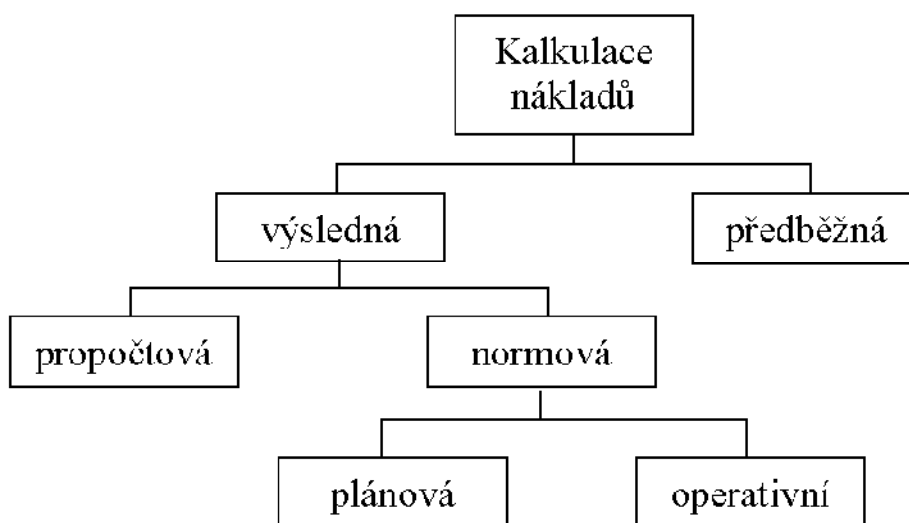 Kalkulace
nákladů
výsledná
předběžná
propočtová
normová
plánová
operativní